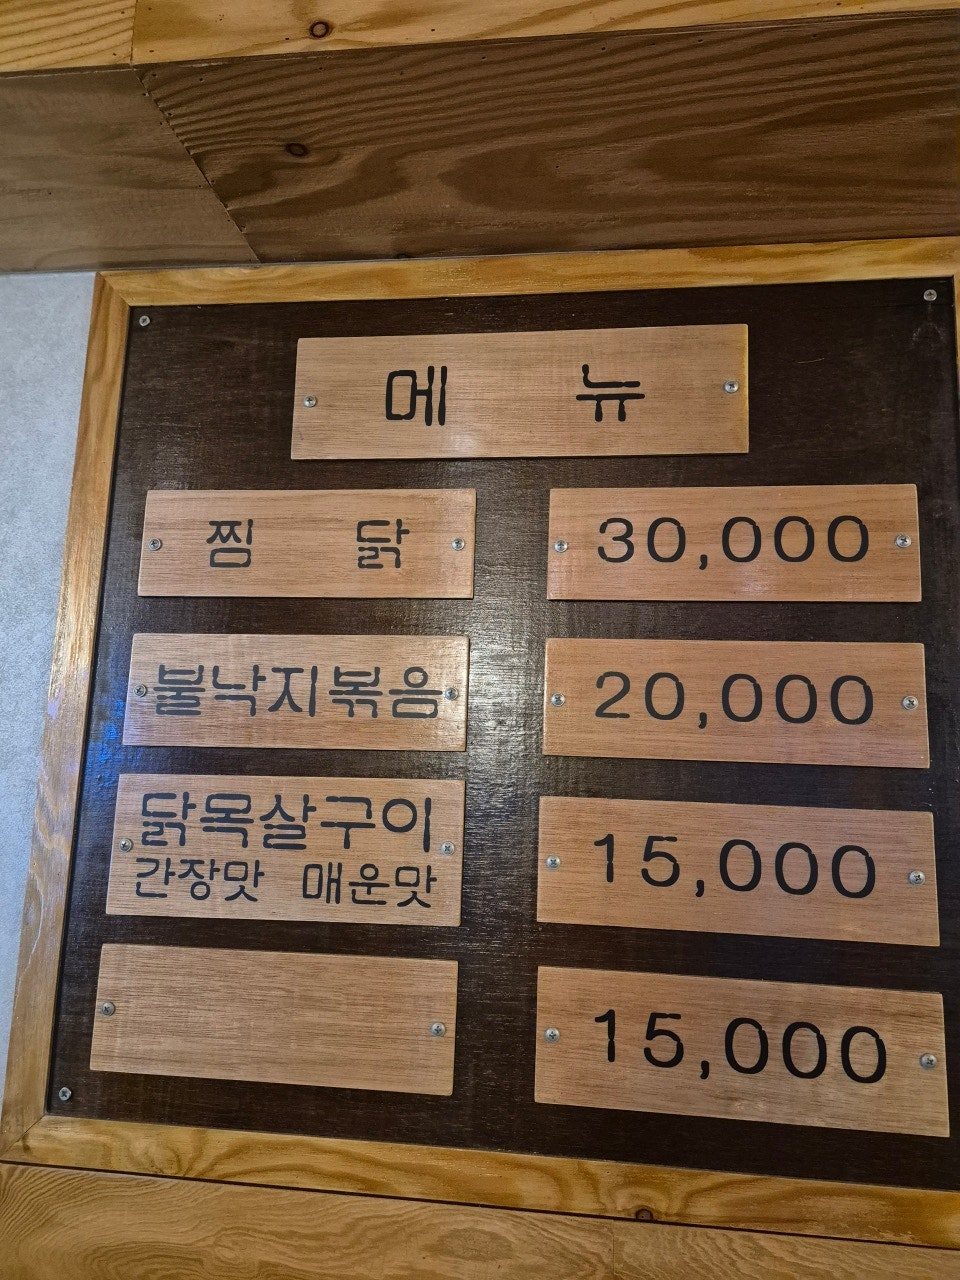 메 뉴
찜 닭 30,000
불낙지볶음 20,000
닭목살구이 15,000
간장맛 매운맛
15,000